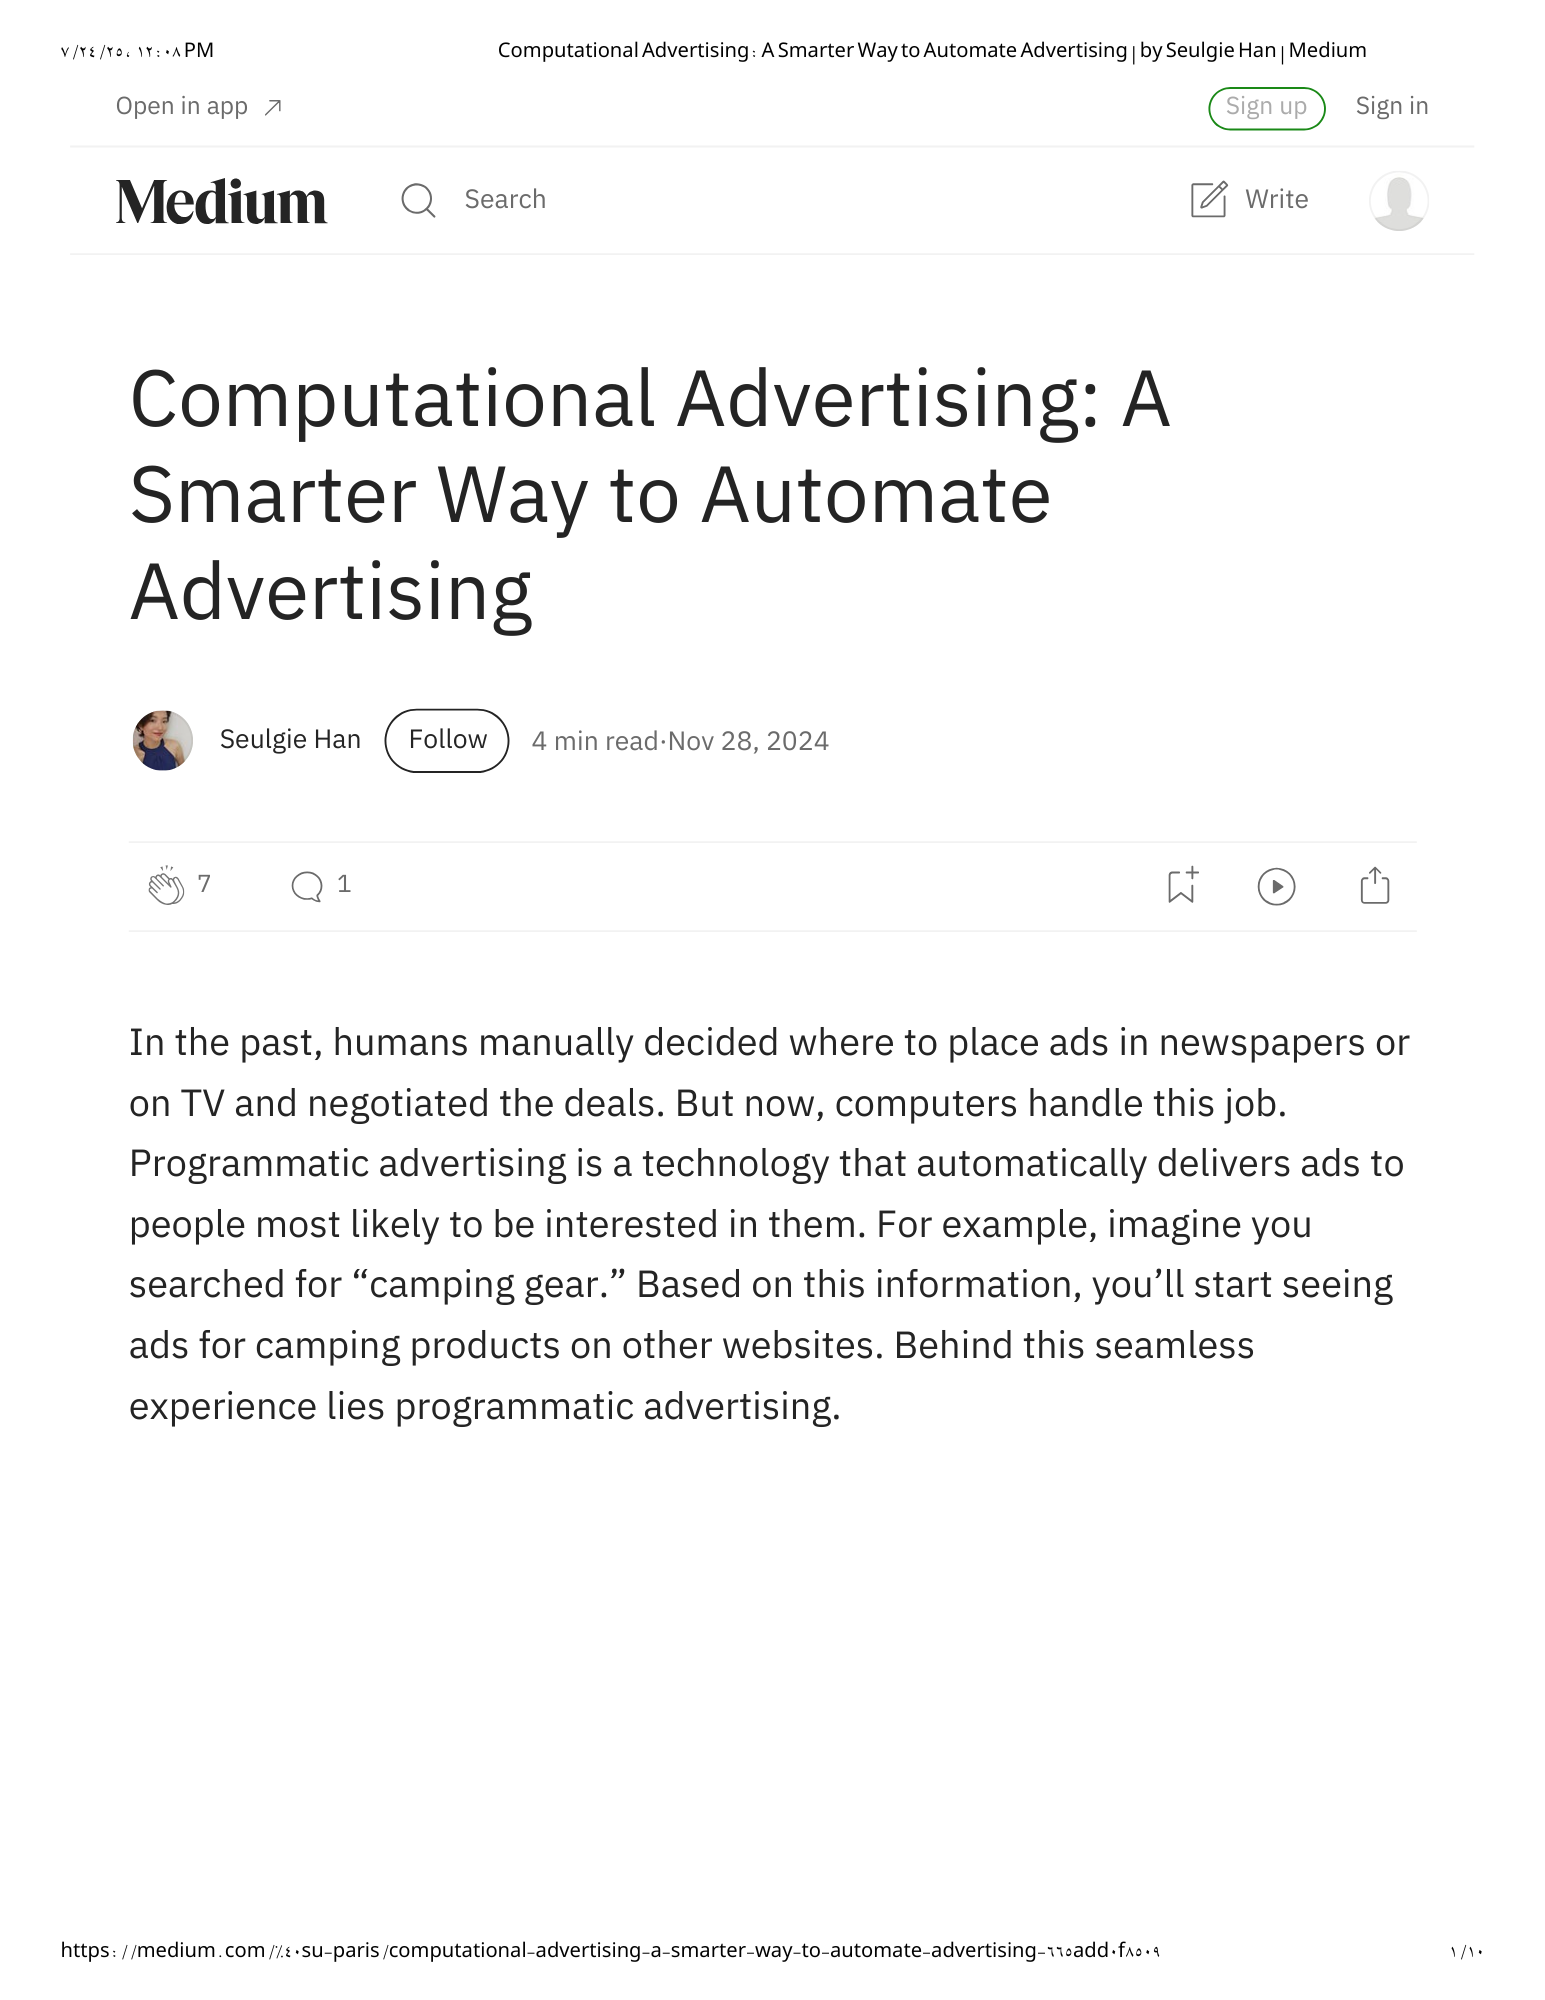 ٧/٢٤/٢٥، ١٢:٠٨ PM
Computational Advertising: A Smarter Way to Automate Advertising | by Seulgie Han | Medium
Open in app
Sign up
Sign in
Medium
Search
Write
Computational Advertising: A
Smarter Way to Automate
Advertising
Seulgie Han
Follow
4 min read·Nov 28, 2024
7
1
In the past, humans manually decided where to place ads in newspapers or
on TV and negotiated the deals. But now, computers handle this job.
Programmatic advertising is a technology that automatically delivers ads to
people most likely to be interested in them. For example, imagine you
searched for “camping gear.” Based on this information, you’ll start seeing
ads for camping products on other websites. Behind this seamless
experience lies programmatic advertising.
https://medium.com/٪٤٠su-paris/computational-advertising-a-smarter-way-to-automate-advertising-٦٦٥add٠f٨٥٠٩
١/١٠